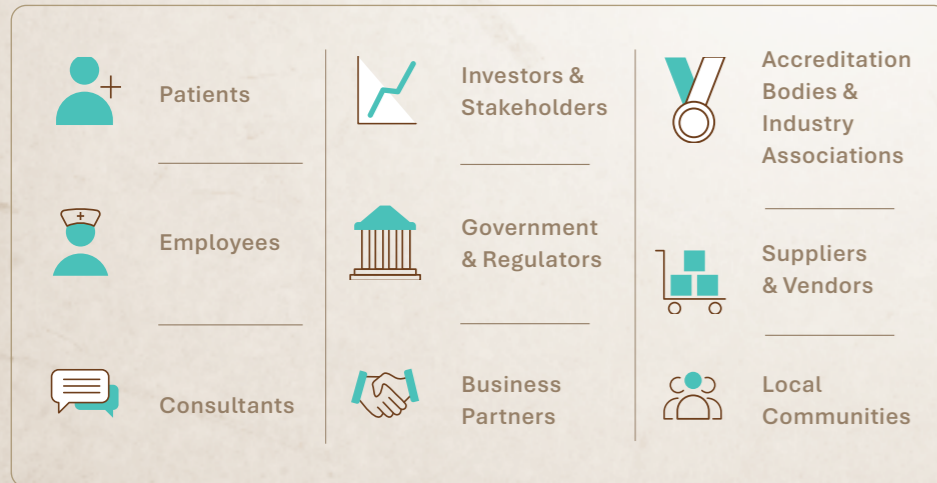 Patients
Employees
Consultants
Investors &
Stakeholders
Government
& Regulators
Business
Partners
Accreditation
Bodies &
Industry
Associations
Suppliers
& Vendors
Local
Communities